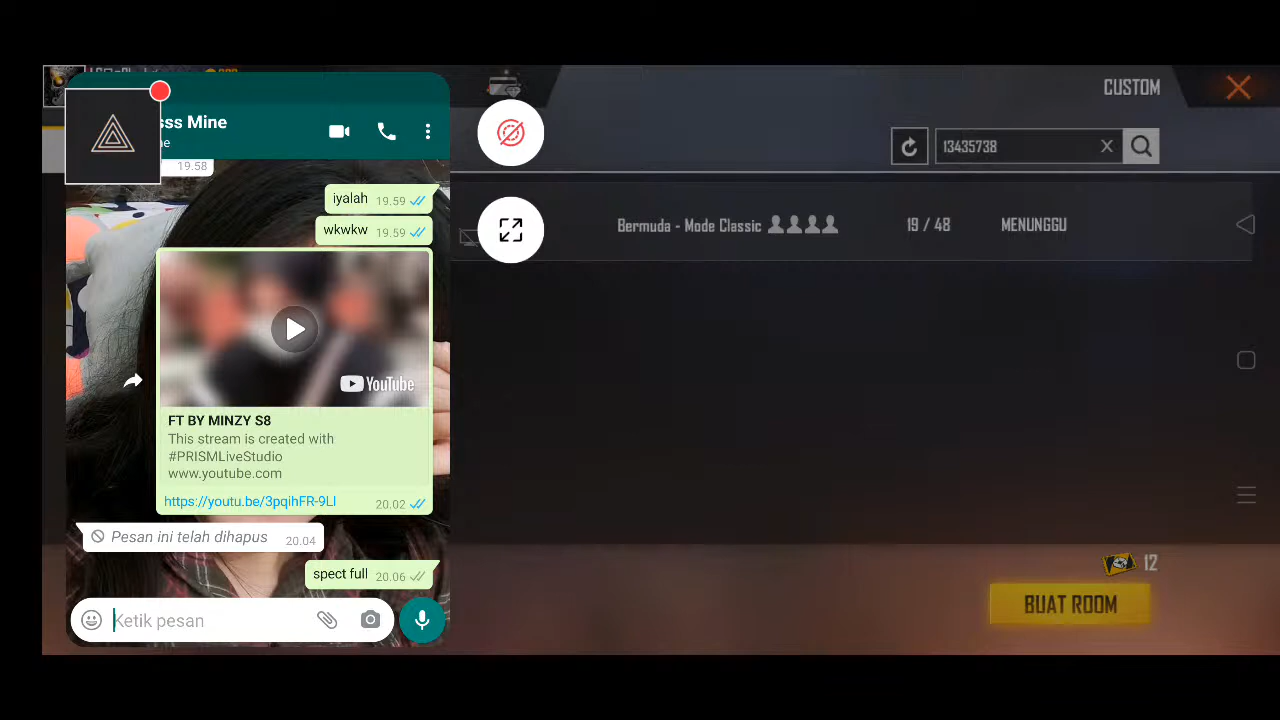 sss Mine
ne
19.58
iyalah 19.59
wkwkw 19.59
YouTube
FT BY MINZY S8
This stream is created with
#PRISMLiveStudio
www.youtube.com
https://youtu.be/3pqihFR-9LI 20.02
Pesan ini telah dihapus 20.04
spect full 20.06
Ketik pesan
CUSTOM
13435738 X
Bermuda - Mode Classic 19 / 48 MENUNGGU
12
BUAT ROOM